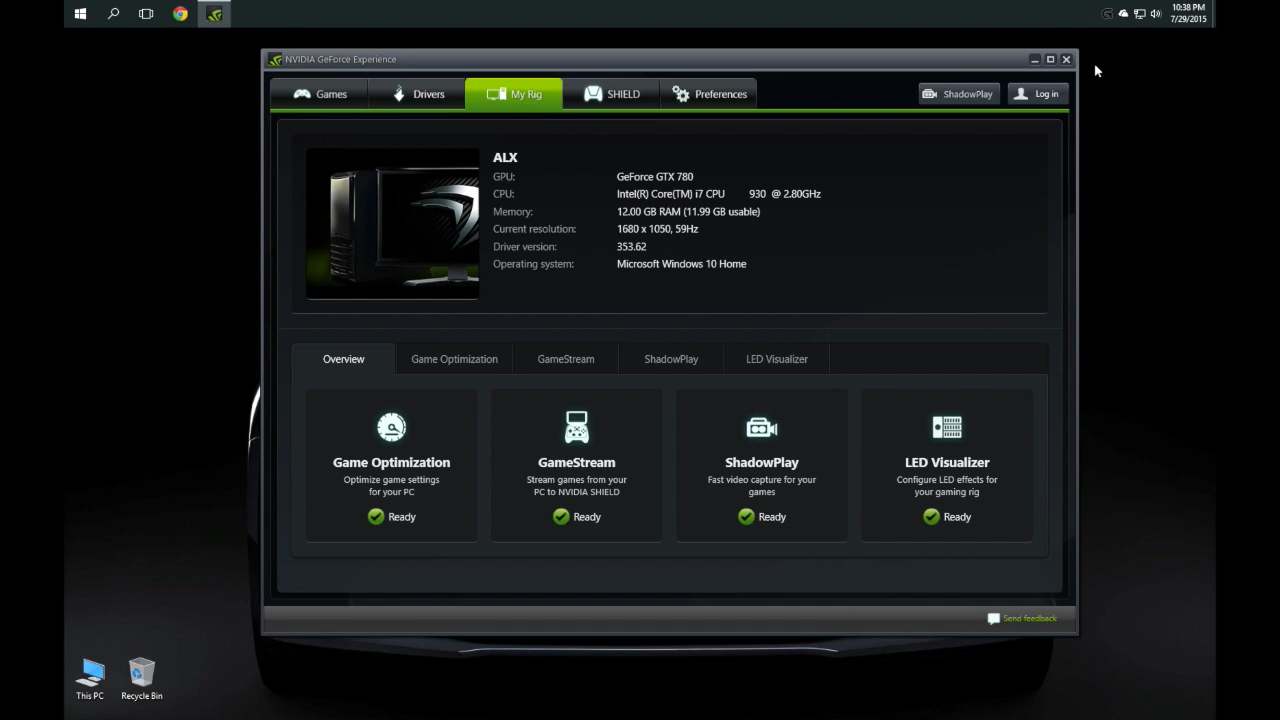 10:38 PM
7/29/2015
NVIDIA GeForce Experience
Games
Drivers
My Rig
SHIELD
Preferences
ShadowPlay
Log in
ALX
GPU: GeForce GTX 780
CPU: Intel(R) Core(TM) i7 CPU 930 @ 2.80GHz
Memory: 12.00 GB RAM (11.99 GB usable)
Current resolution: 1680 x 1050, 59Hz
Driver version: 353.62
Operating system: Microsoft Windows 10 Home
Overview
Game Optimization
GameStream
ShadowPlay
LED Visualizer
Game Optimization
Optimize game settings
for your PC
Ready
GameStream
Stream games from your
PC to NVIDIA SHIELD
Ready
ShadowPlay
Fast video capture for your
games
Ready
LED Visualizer
Configure LED effects for
your gaming rig
Ready
Send feedback
This PC
Recycle Bin